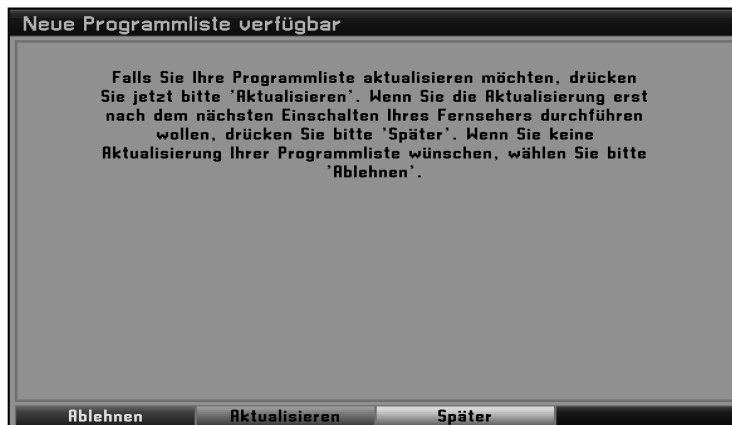 Neue Programmliste verfügbar
Falls Sie Ihre Programmliste aktualisieren möchten, drücken
Sie jetzt bitte 'Aktualisieren'. Wenn Sie die Aktualisierung erst
nach dem nächsten Einschalten Ihres Fernsehers durchführen
wollen, drücken Sie bitte 'Später'. Wenn Sie keine
Aktualisierung Ihrer Programmliste wünschen, wählen Sie bitte
'Ablehnen'.
Ablehnen Aktualisieren Später